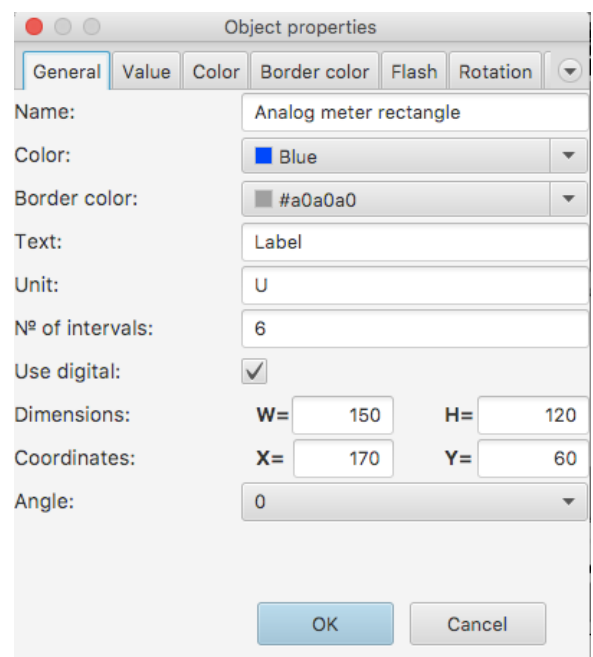 Object properties
General Value Color Border color Flash Rotation
Name: Analog meter rectangle
Color: Blue
Border color: #a0a0a0
Text: Label
Unit: U
Nº of intervals: 6
Use digital:
Dimensions: W= 150 H= 120
Coordinates: X= 170 Y= 60
Angle: 0
OK Cancel